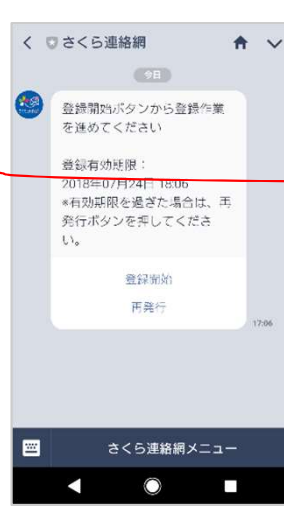 さくら連絡網
今日
登録開始ボタンから登録作業
を進めてください
登録有効期限：
2018年07月24日 18:06
*有効期限を過ぎた場合は、再
発行ボタンを押してくださ
い。
登録開始
再発行
17:06
さくら連絡網メニュー